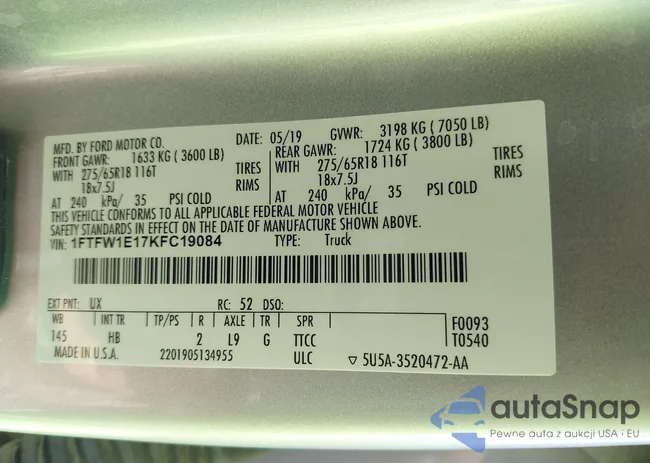 MFD. BY FORD MOTOR CO. DATE: 05/19 GVWR: 3198 KG ( 7050 LB)
FRONT GAWR: 1633 KG ( 3600 LB) REAR GAWR: 1724 KG ( 3800 LB)
WITH 275/65R18 116T TIRES WITH 275/65R18 116T TIRES
18x7.5J RIMS 18x7.5J RIMS
AT 240 kPa/ 35 PSI COLD AT 240 kPa/ 35 PSI COLD
THIS VEHICLE CONFORMS TO ALL APPLICABLE FEDERAL MOTOR VEHICLE
SAFETY STANDARDS IN EFFECT ON THE DATE OF MANUFACTURE SHOWN ABOVE.
VIN: 1FTFW1E17KFC19084 TYPE: Truck
EXT PNT: UX RC: 52 DSO:
WB INT TR TP/PS R AXLE TR SPR F0093
145 HB 2 L9 G TTCC T0540
MADE IN U.S.A. 2201905134955 ULC ▽ 5U5A-3520472-AA
autaSnap
Pewne auta z aukcji USA i EU